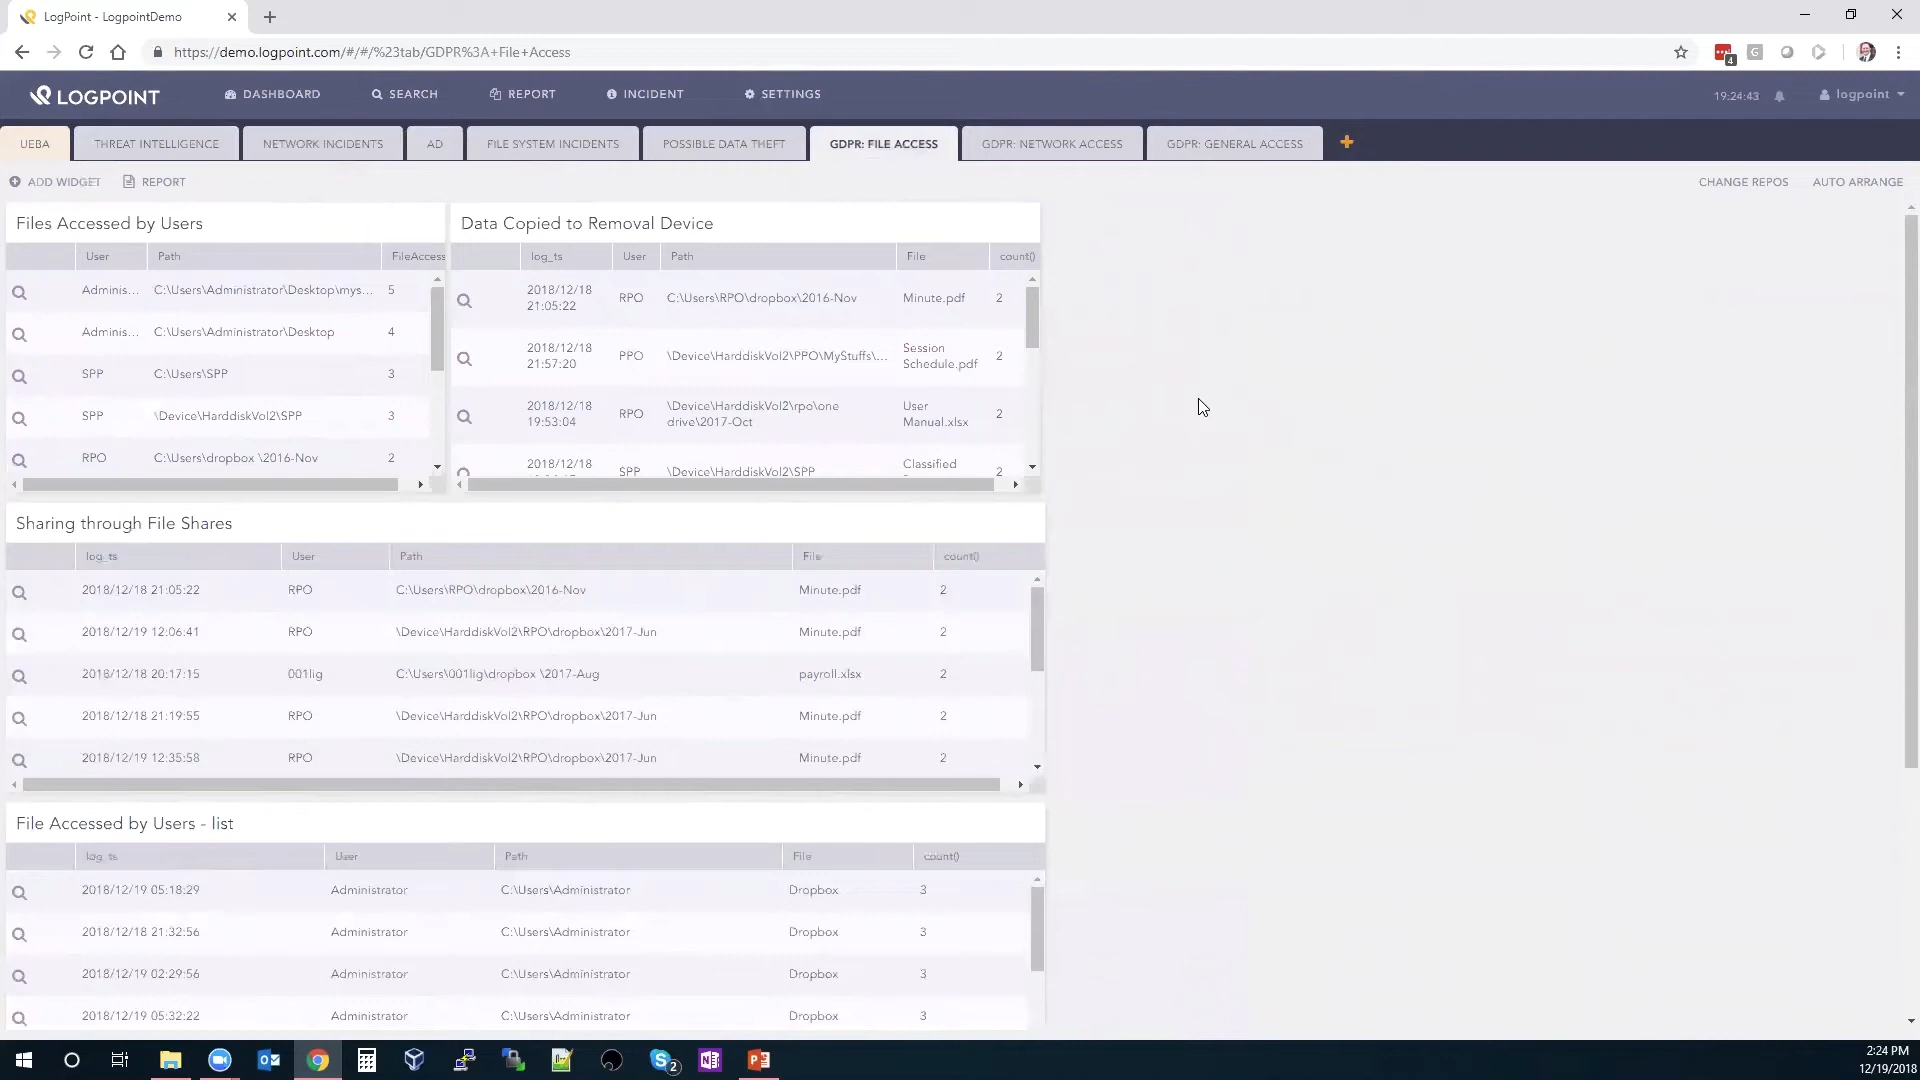 LogPoint - LogpointDemo
https://demo.logpoint.com/#/#/%23tab/GDPR%3A+File+Access
4
LOGPOINT
DASHBOARD
SEARCH
REPORT
INCIDENT
SETTINGS
19:24:43
logpoint
UEBA
THREAT INTELLIGENCE
NETWORK INCIDENTS
AD
FILE SYSTEM INCIDENTS
POSSIBLE DATA THEFT
GDPR: FILE ACCESS
GDPR: NETWORK ACCESS
GDPR: GENERAL ACCESS
ADD WIDGET
REPORT
CHANGE REPOS
AUTO ARRANGE
Files Accessed by Users
User Path FileAccess
Adminis... C:\Users\Administrator\Desktop\mys... 5
Adminis... C:\Users\Administrator\Desktop 4
SPP C:\Users\SPP 3
SPP \Device\HarddiskVol2\SPP 3
RPO C:\Users\dropbox \2016-Nov 2
Data Copied to Removal Device
log_ts User Path File count()
2018/12/18
21:05:22
RPO C:\Users\RPO\dropbox\2016-Nov Minute.pdf 2
2018/12/18
21:57:20
PPO \Device\HarddiskVol2\PPO\MyStuffs\...
Session
Schedule.pdf
2
2018/12/18
19:53:04
RPO
\Device\HarddiskVol2\rpo\one
drive\2017-Oct
User
Manual.xlsx
2
2018/12/18
SPP \Device\HarddiskVol2\SPP
Classified
2
Sharing through File Shares
log_ts User Path File count()
2018/12/18 21:05:22 RPO C:\Users\RPO\dropbox\2016-Nov Minute.pdf 2
2018/12/19 12:06:41 RPO \Device\HarddiskVol2\RPO\dropbox\2017-Jun Minute.pdf 2
2018/12/18 20:17:15 001lig C:\Users\001lig\dropbox \2017-Aug payroll.xlsx 2
2018/12/18 21:19:55 RPO \Device\HarddiskVol2\RPO\dropbox\2017-Jun Minute.pdf 2
2018/12/19 12:35:58 RPO \Device\HarddiskVol2\RPO\dropbox\2017-Jun Minute.pdf 2
File Accessed by Users - list
log_ts User Path File count()
2018/12/19 05:18:29 Administrator C:\Users\Administrator Dropbox 3
2018/12/18 21:32:56 Administrator C:\Users\Administrator Dropbox 3
2018/12/19 02:29:56 Administrator C:\Users\Administrator Dropbox 3
2018/12/19 05:32:22 Administrator C:\Users\Administrator Dropbox 3
2:24 PM
12/19/2018